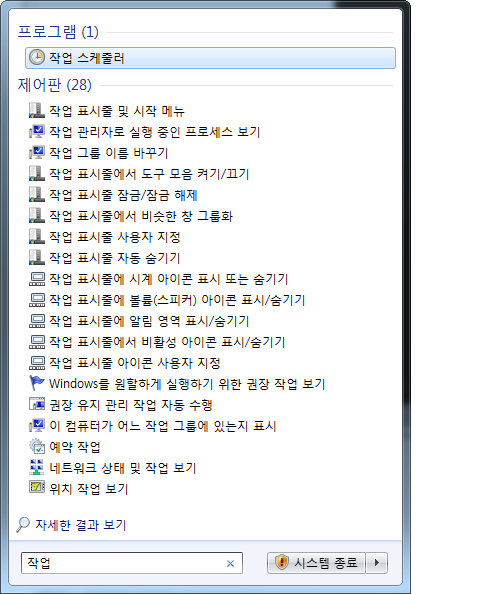 프로그램 (1)
작업 스케줄러
제어판 (28)
작업 표시줄 및 시작 메뉴
작업 관리자로 실행 중인 프로세스 보기
작업 그룹 이름 바꾸기
작업 표시줄에서 도구 모음 켜기/끄기
작업 표시줄 잠금/잠금 해제
작업 표시줄에서 비슷한 창 그룹화
작업 표시줄 사용자 지정
작업 표시줄 자동 숨기기
작업 표시줄에 시계 아이콘 표시 또는 숨기기
작업 표시줄에 볼륨(스피커) 아이콘 표시/숨기기
작업 표시줄에 알림 영역 표시/숨기기
작업 표시줄에서 비활성 아이콘 표시/숨기기
작업 표시줄 아이콘 사용자 지정
Windows를 원활하게 실행하기 위한 권장 작업 보기
권장 유지 관리 작업 자동 수행
이 컴퓨터가 어느 작업 그룹에 있는지 표시
예약 작업
네트워크 상태 및 작업 보기
위치 작업 보기
자세한 결과 보기
작업
시스템 종료